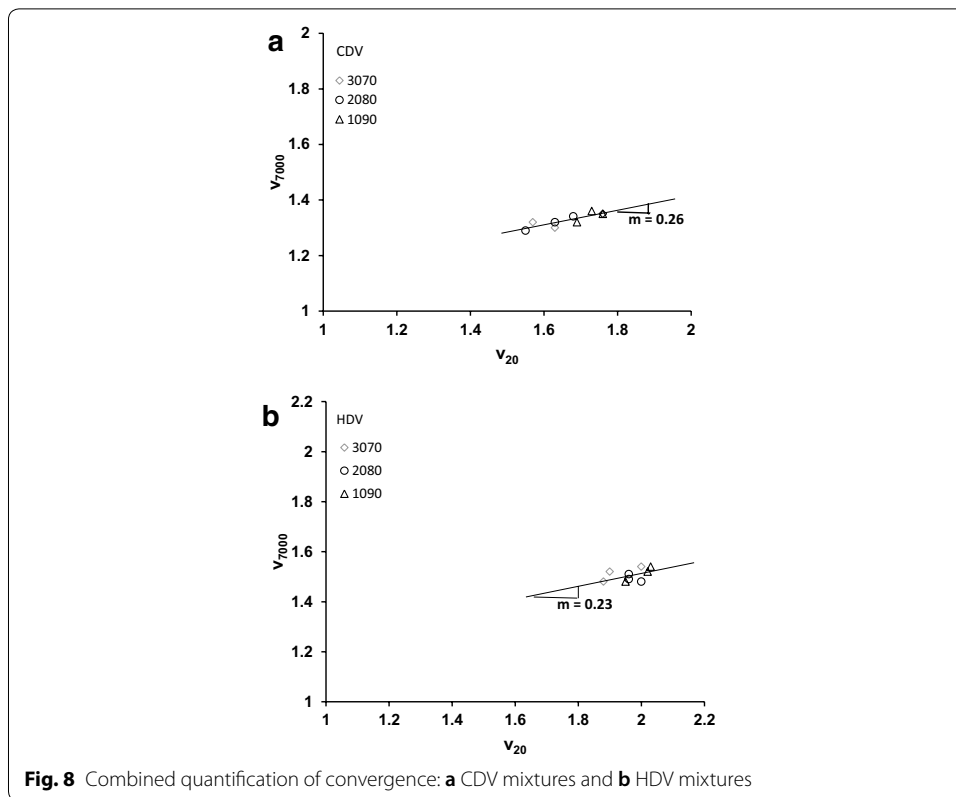 a
2
CDV
3070
1.8
2080
1090
1.6
v7000
1.4
m = 0.26
1.2
1
1 1.2 1.4 1.6 1.8 2
v20
b
2.2
HDV
2
3070
2080
1.8
1090
v7000
1.6
1.4
m = 0.23
1.2
1
1 1.2 1.4 1.6 1.8 2 2.2
v20
Fig. 8 Combined quantification of convergence: a CDV mixtures and b HDV mixtures